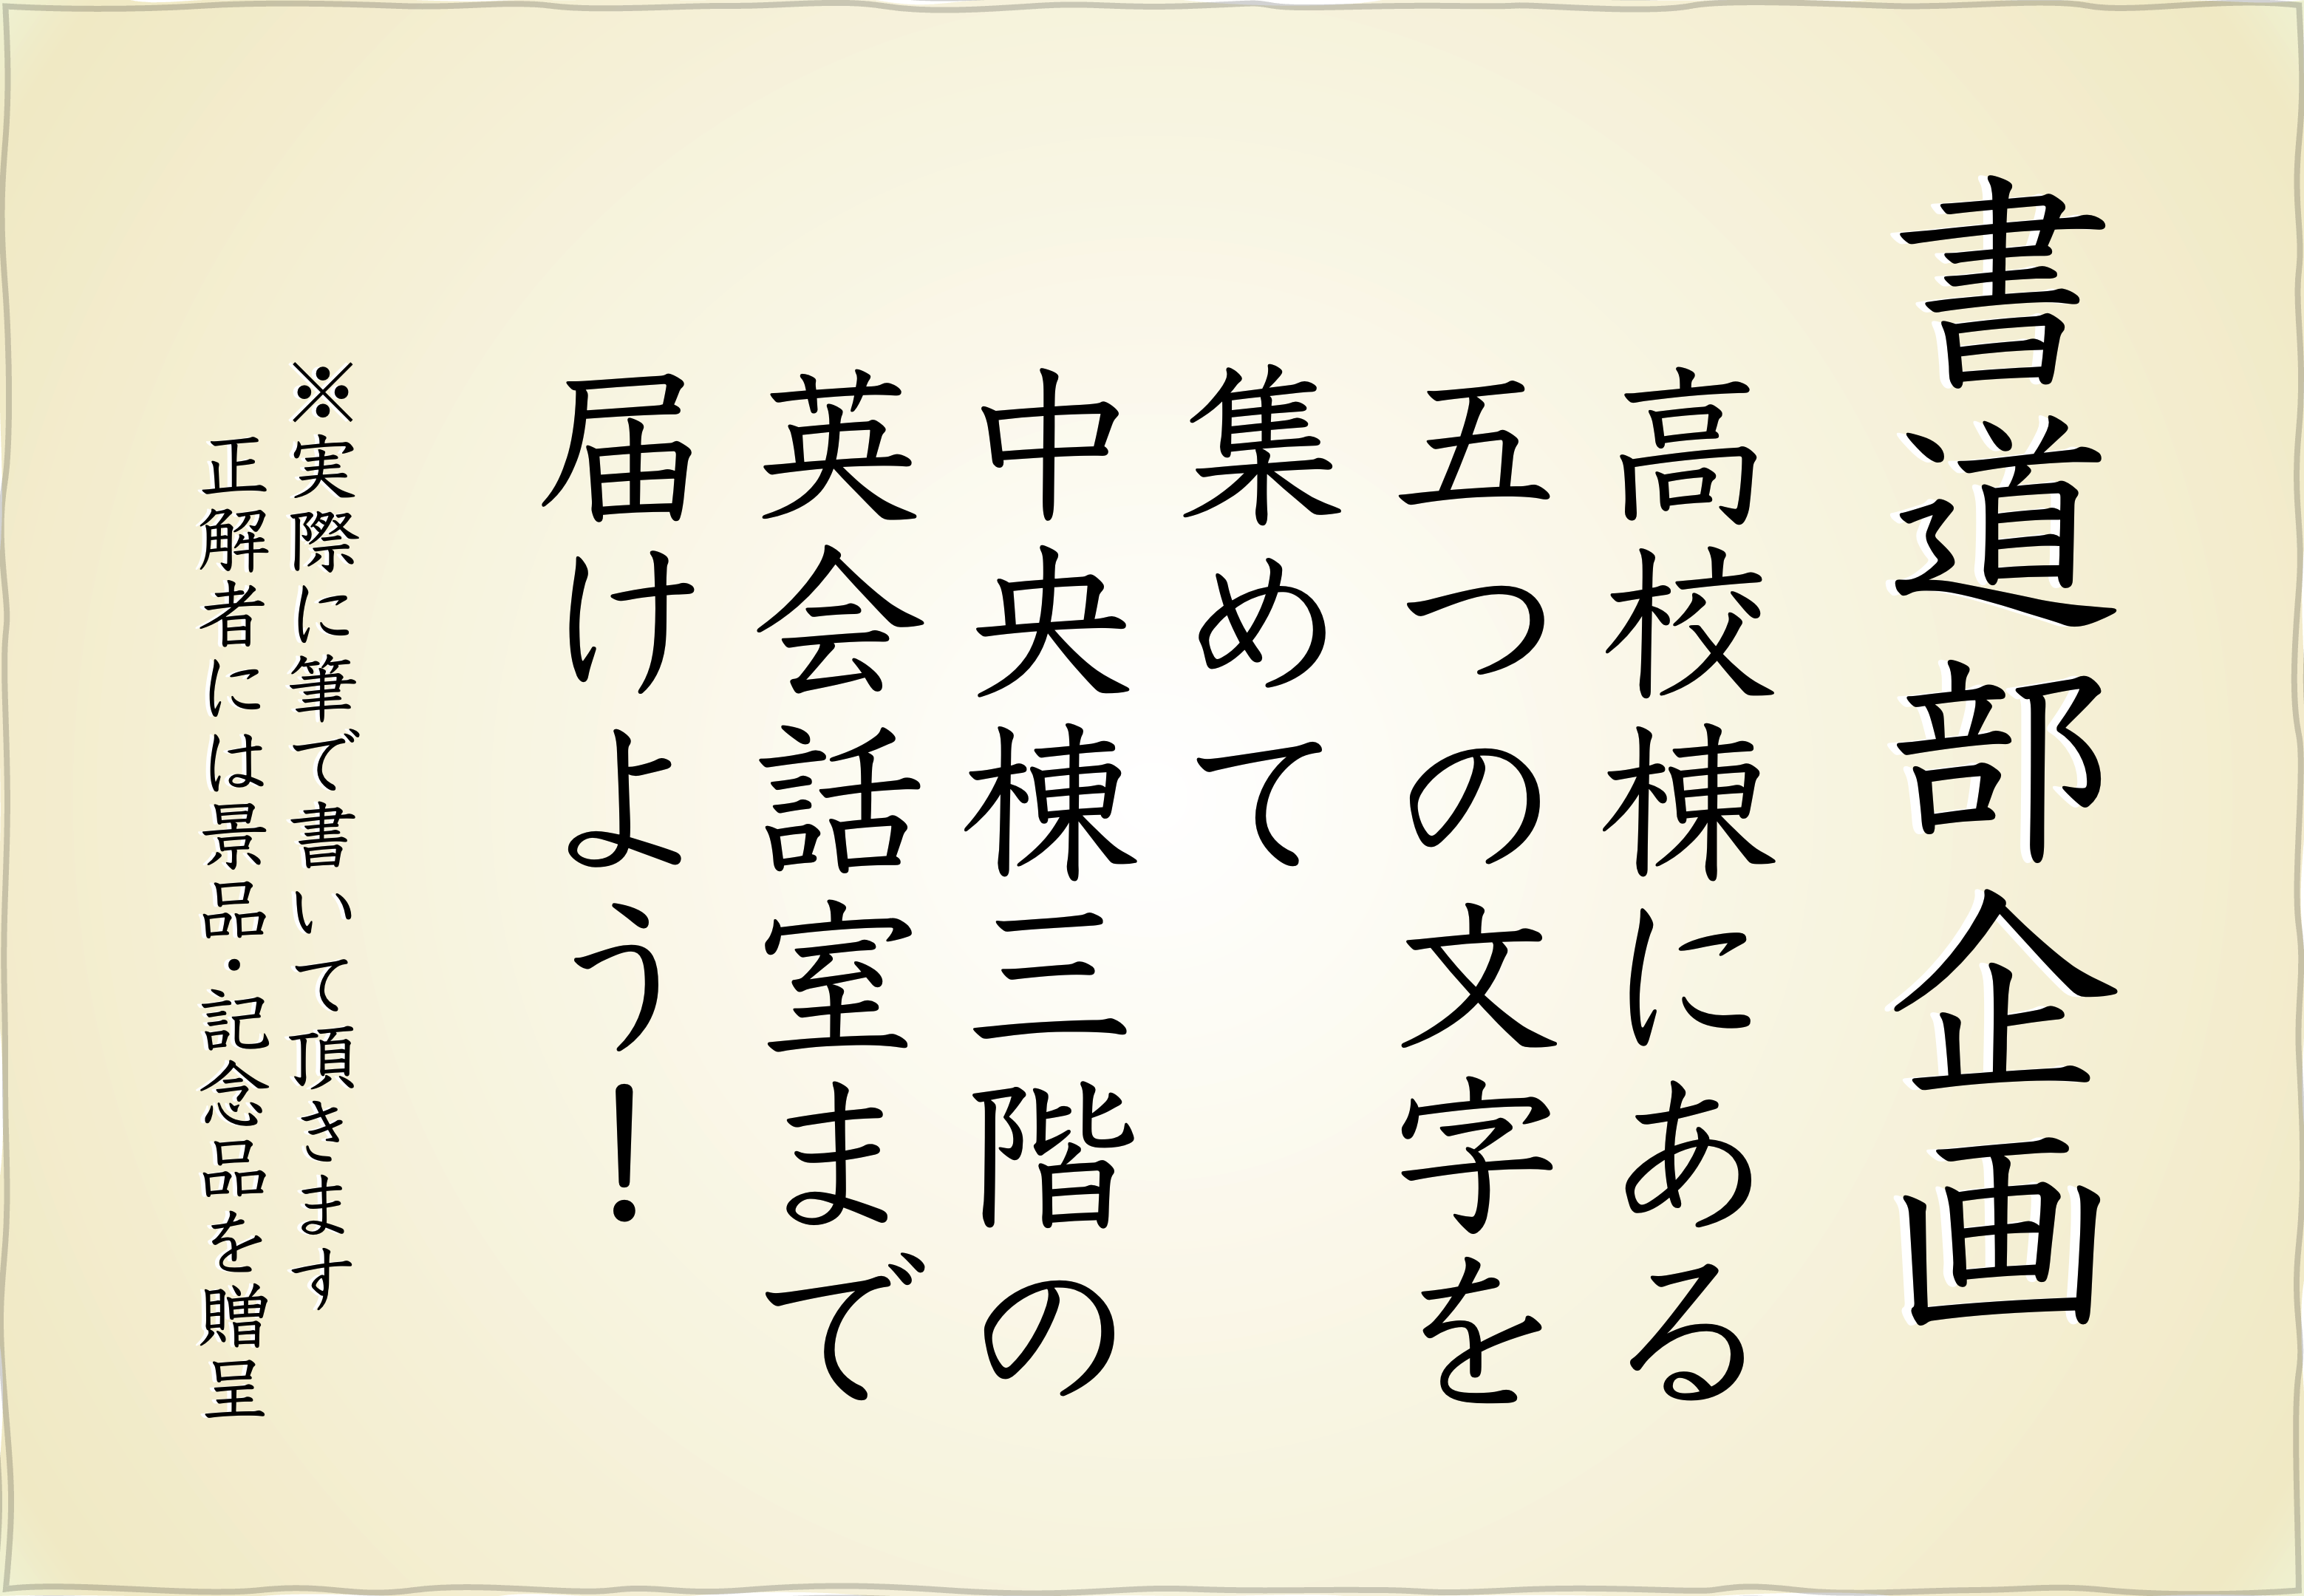 書道部企画
高校棟にある
五つの文字を
集めて
中央棟三階の
英会話室まで
届けよう！
※実際に筆で書いて頂きます
正解者には景品・記念品を贈呈